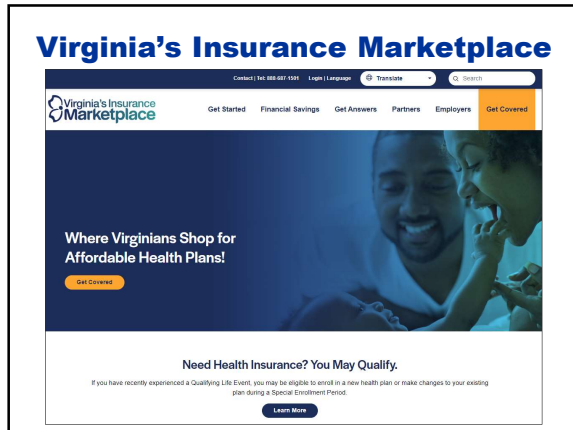 Virginia's Insurance Marketplace
Contact | Tel: 888-687-1501 Login | Language Translate Search
Virginia's Insurance
Marketplace
Get Started Financial Savings Get Answers Partners Employers Get Covered
Where Virginians Shop for
Affordable Health Plans!
Get Covered
Need Health Insurance? You May Qualify.
If you have recently experienced a Qualifying Life Event, you may be eligible to enroll in a new health plan or make changes to your existing
plan during a Special Enrollment Period.
Learn More